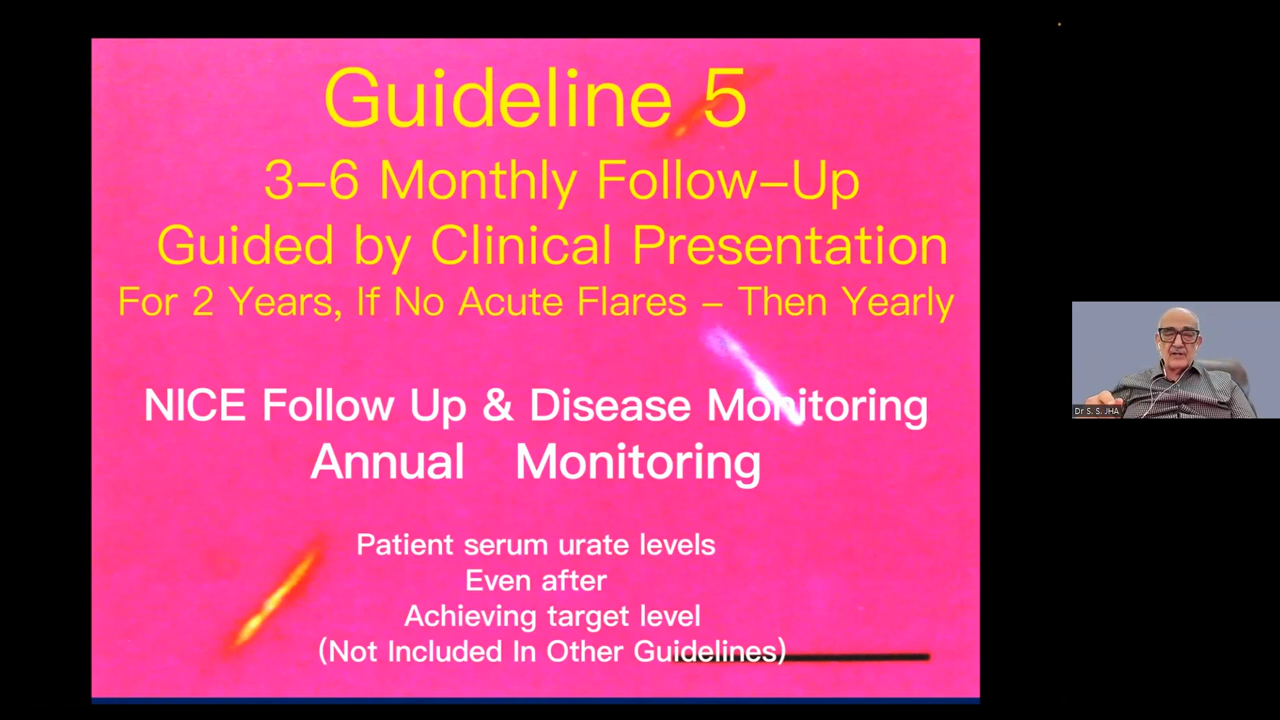 Guideline 5
3–6 Monthly Follow–Up
Guided by Clinical Presentation
For 2 Years, If No Acute Flares – Then Yearly
NICE Follow Up & Disease Monitoring
Annual Monitoring
Patient serum urate levels
Even after
Achieving target level
(Not Included In Other Guidelines)
Dr S. S. JHA